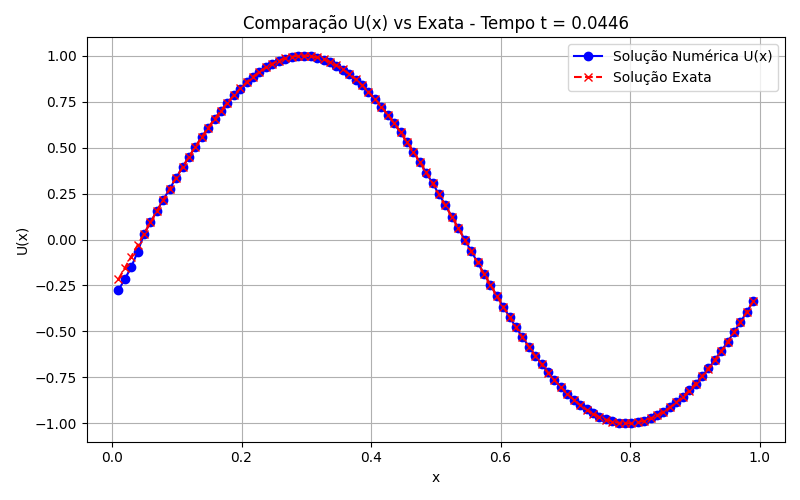 Comparação U(x) vs Exata - Tempo t = 0.0446
Solução Numérica U(x)
Solução Exata
U(x)
1.00
0.75
0.50
0.25
0.00
−0.25
−0.50
−0.75
−1.00
0.0 0.2 0.4 0.6 0.8 1.0
x